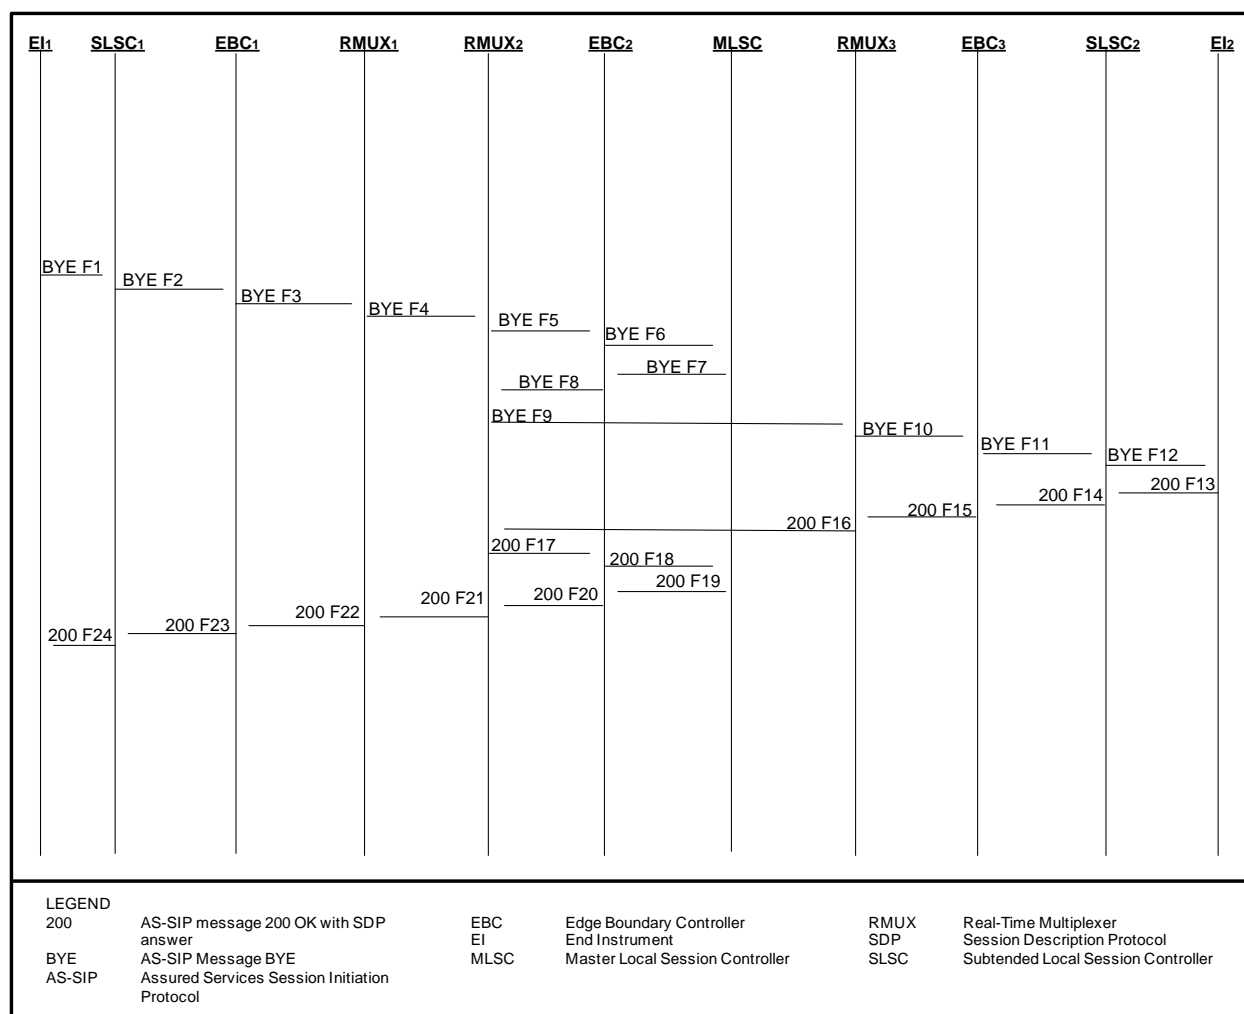 EI1 SLSC1 EBC1 RMUX1 RMUX2 EBC2 MLSC RMUX3 EBC3 SLSC2 EI2
BYE F1
BYE F2
BYE F3
BYE F4
BYE F5
BYE F6
BYE F7
BYE F8
BYE F9
BYE F10
BYE F11
BYE F12
200 F13
200 F14
200 F15
200 F16
200 F17
200 F18
200 F19
200 F20
200 F21
200 F22
200 F23
200 F24
LEGEND
200 AS-SIP message 200 OK with SDP
answer
BYE AS-SIP Message BYE
AS-SIP Assured Services Session Initiation
Protocol
EBC Edge Boundary Controller
EI End Instrument
MLSC Master Local Session Controller
RMUX Real-Time Multiplexer
SDP Session Description Protocol
SLSC Subtended Local Session Controller